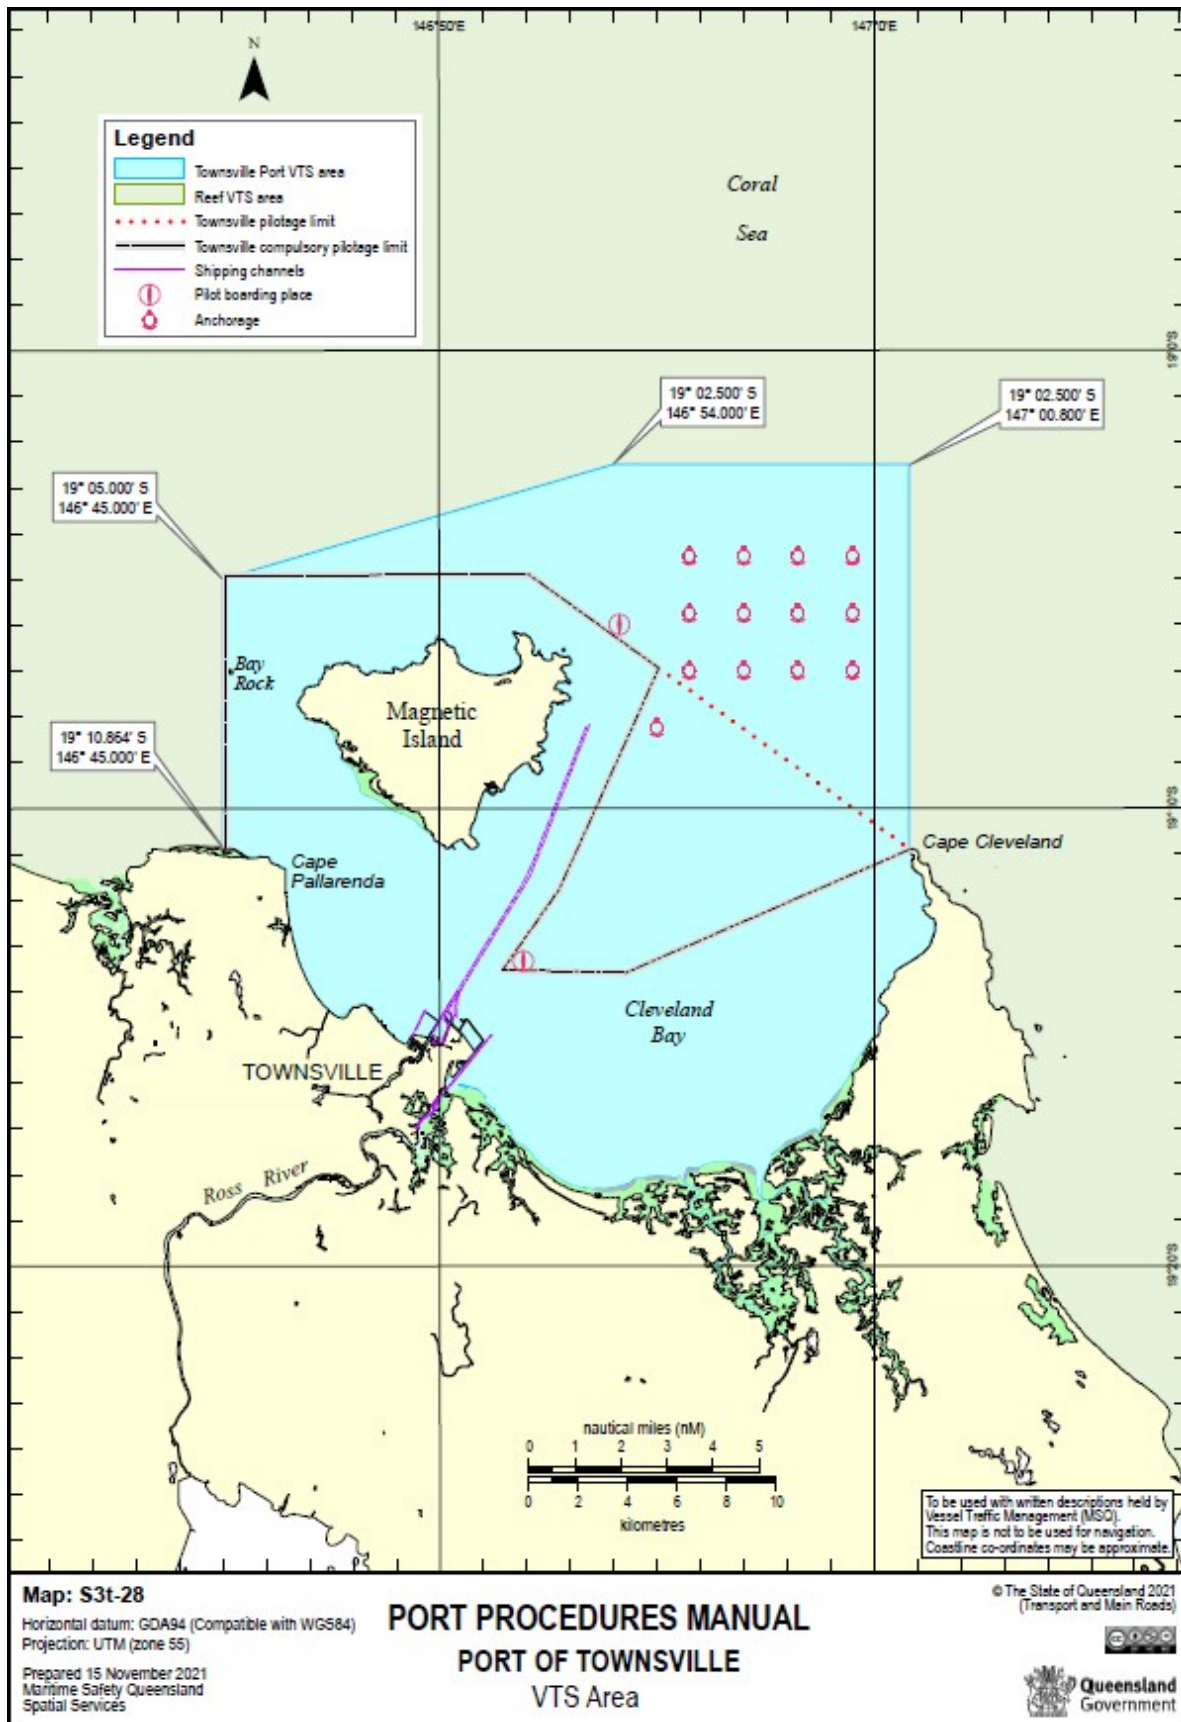 146°50'E
147°0'E
N
Legend
Townsville Port VTS area
Reef VTS area
Townsville pilotage limit
Townsville compulsory pilotage limit
Shipping channels
Pilot boarding place
Anchorage
Coral
Sea
19°0'S
19° 02.500' S
146° 54.000' E
19° 02.500' S
147° 00.800' E
19° 05.000' S
146° 45.000' E
Bay
Rock
Magnetic
Island
19° 10.864' S
146° 45.000' E
19°10'S
Cape Cleveland
Cape
Pallarenda
Cleveland
Bay
TOWNSVILLE
Ross River
19°20'S
nautical miles (nM)
0 1 2 3 4 5
0 2 4 6 8 10
kilometres
To be used with written descriptions held by
Vessel Traffic Management (MSQ).
This map is not to be used for navigation.
Coastline co-ordinates may be approximate.
Map: S3t-28
Horizontal datum: GDA94 (Compatible with WGS84)
Projection: UTM (zone 55)
Prepared 15 November 2021
Maritime Safety Queensland
Spatial Services
PORT PROCEDURES MANUAL
PORT OF TOWNSVILLE
VTS Area
© The State of Queensland 2021
(Transport and Main Roads)
Queensland
Government